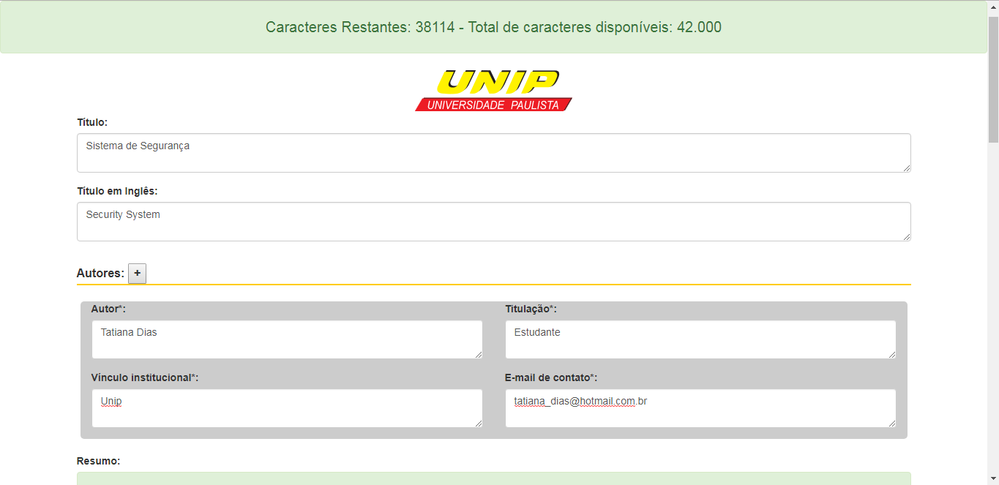 Caracteres Restantes: 38114 - Total de caracteres disponíveis: 42.000
UNIP
UNIVERSIDADE PAULISTA
Título:
Sistema de Segurança
Título em Inglês:
Security System
Autores: +
Autor*: Titulação*:
Tatiana Dias Estudante
Vínculo institucional*: E-mail de contato*:
Unip tatiana_dias@hotmail.com.br
Resumo: